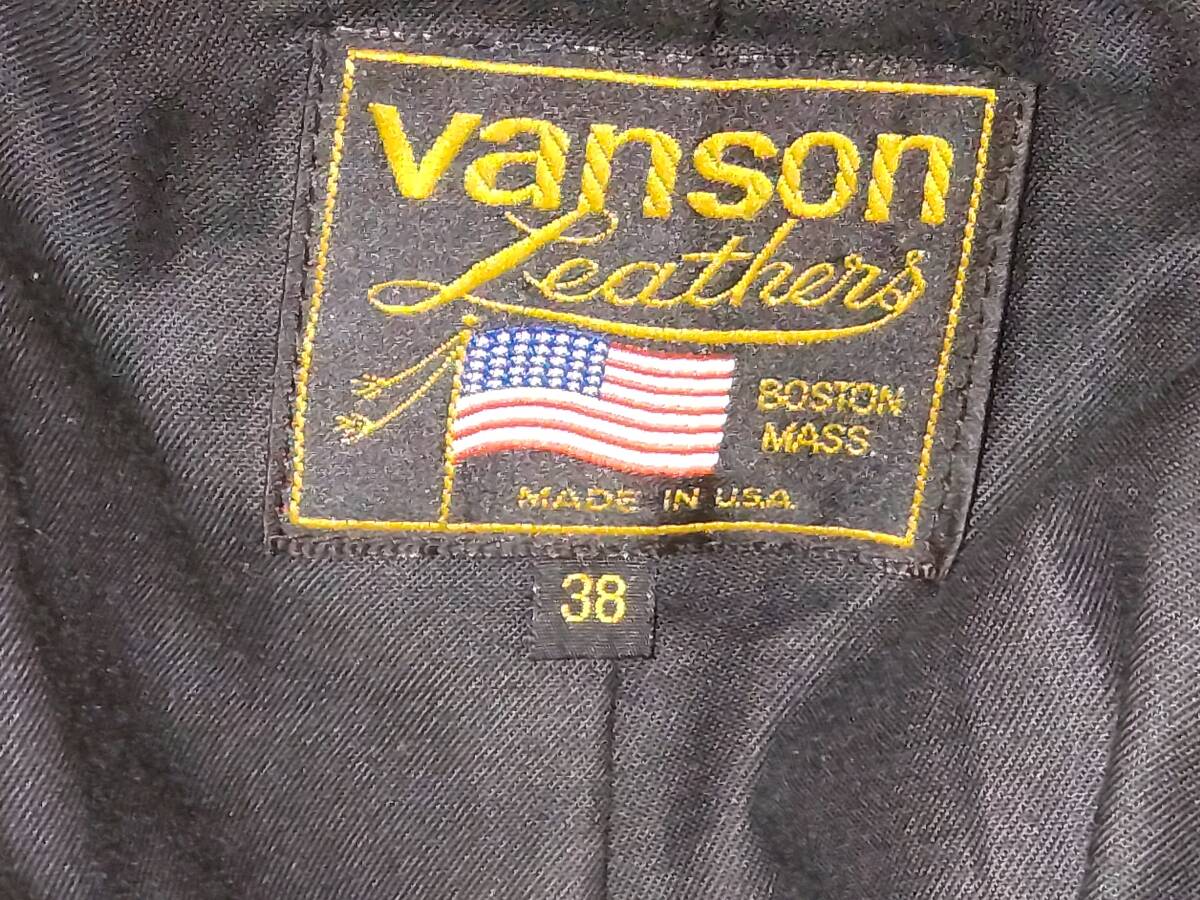 vanson
Leathers
BOSTON
MASS.
MADE IN U.S.A.
38